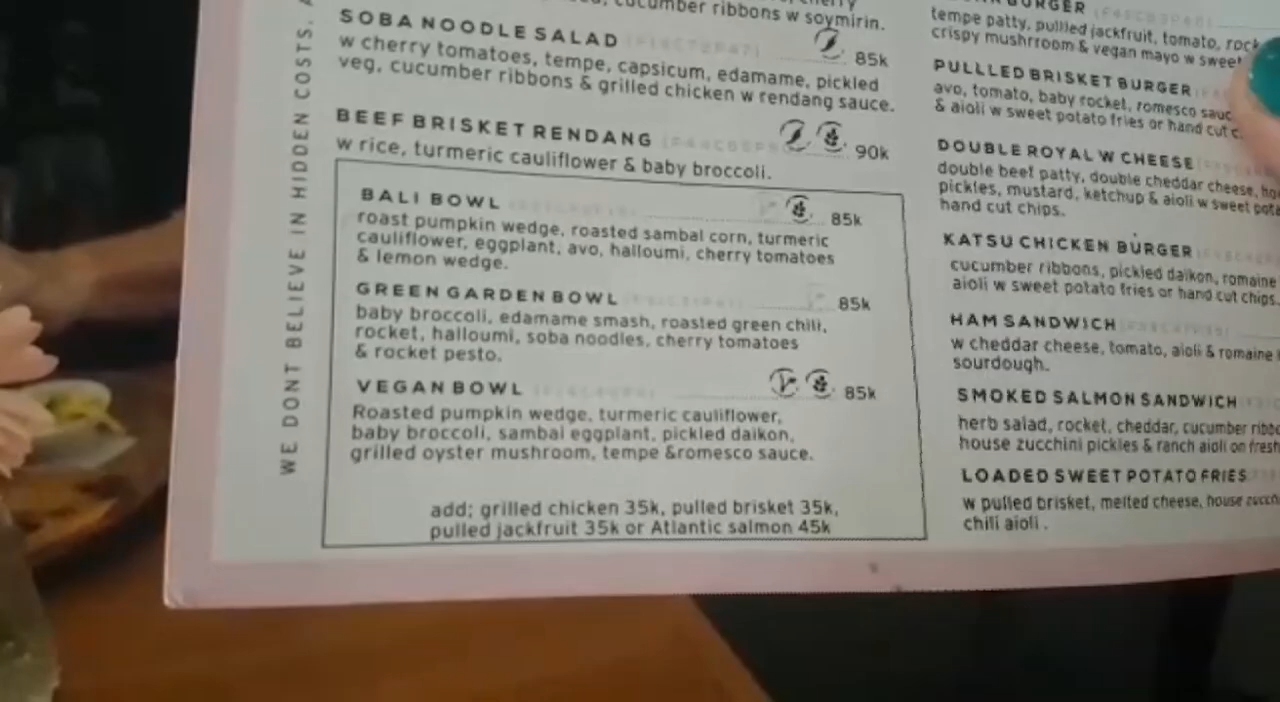 cucumber ribbons w soymirin.
SOBA NOODLE SALAD 85k
w cherry tomatoes, tempe, capsicum, edamame, pickled
veg, cucumber ribbons & grilled chicken w rendang sauce.
BEEF BRISKET RENDANG 90k
w rice, turmeric cauliflower & baby broccoli.
BALI BOWL 85k
roast pumpkin wedge, roasted sambal corn, turmeric
cauliflower, eggplant, avo, halloumi, cherry tomatoes
& lemon wedge.
GREEN GARDEN BOWL 85k
baby broccoli, edamame smash, roasted green chili,
rocket, halloumi, soba noodles, cherry tomatoes
& rocket pesto.
VEGAN BOWL 85k
Roasted pumpkin wedge, turmeric cauliflower,
baby broccoli, sambal eggplant, pickled daikon,
grilled oyster mushroom, tempe &romesco sauce.
add; grilled chicken 35k, pulled brisket 35k,
pulled jackfruit 35k or Atlantic salmon 45k
WE DONT BELIEVE IN HIDDEN COSTS.
BURGER
tempe patty, pullled jackfruit, tomato,
crispy mushrroom & vegan mayo w sweet
PULLLED BRISKET BURGER
avo, tomato, baby rocket, romesco
& aioli w sweet potato fries or hand cut
DOUBLE ROYAL W CHEESE
double beef patty, double cheddar cheese,
pickles, mustard, ketchup & aioli w sweet
hand cut chips.
KATSU CHICKEN BURGER
cucumber ribbons, pickled daikon, romaine
aioli w sweet potato fries or hand cut chips.
HAM SANDWICH
w cheddar cheese, tomato, aioli & romaine
sourdough.
SMOKED SALMON SANDWICH
herb salad, rocket, cheddar, cucumber
house zucchini pickles & ranch aioli on fresh
LOADED SWEET POTATO FRIES
w pulled brisket, melted cheese, house
chili aioli .